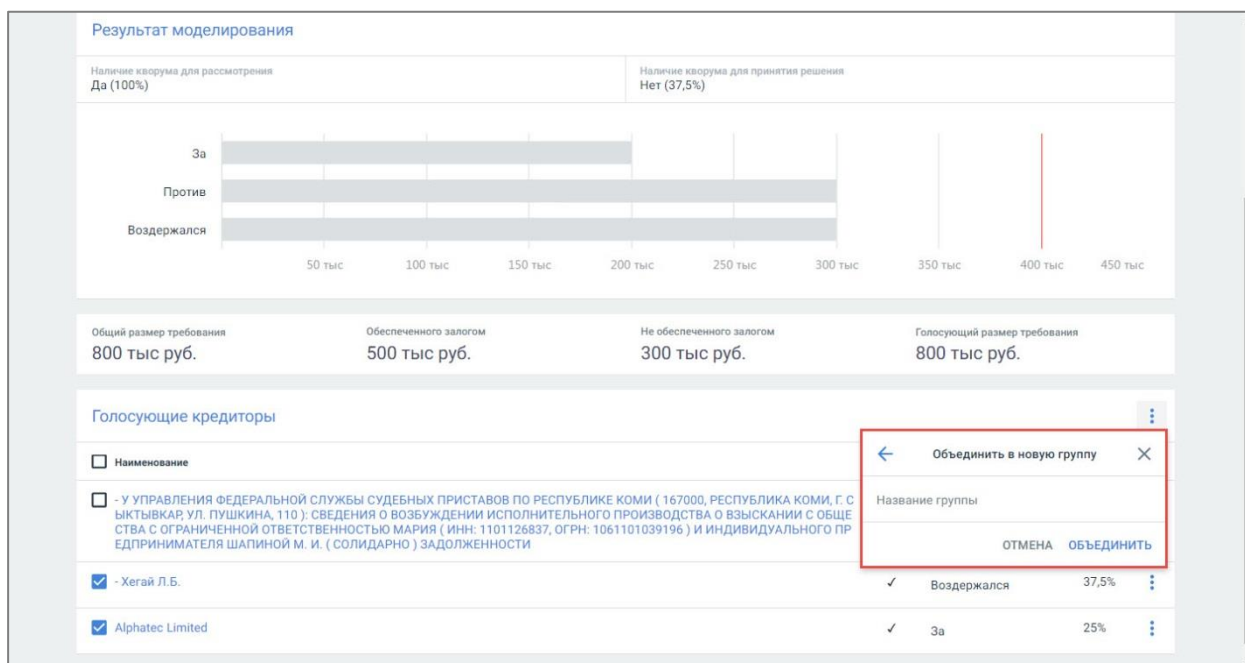 Результат моделирования
Наличие кворума для рассмотрения
Да (100%)
Наличие кворума для принятия решения
Нет (37,5%)
За
Против
Воздержался
50 тыс 100 тыс 150 тыс 200 тыс 250 тыс 300 тыс 350 тыс 400 тыс 450 тыс
Общий размер требования
800 тыс руб.
Обеспеченного залогом
500 тыс руб.
Не обеспеченного залогом
300 тыс руб.
Голосующий размер требования
800 тыс руб.
Голосующие кредиторы
Наименование
- У УПРАВЛЕНИЯ ФЕДЕРАЛЬНОЙ СЛУЖБЫ СУДЕБНЫХ ПРИСТАВОВ ПО РЕСПУБЛИКЕ КОМИ ( 167000, РЕСПУБЛИКА КОМИ, Г. С
ЫКТЫВКАР, УЛ. ПУШКИНА, 110 ): СВЕДЕНИЯ О ВОЗБУЖДЕНИИ ИСПОЛНИТЕЛЬНОГО ПРОИЗВОДСТВА О ВЗЫСКАНИИ С ОБЩЕ
СТВА С ОГРАНИЧЕННОЙ ОТВЕТСТВЕННОСТЬЮ МАРИЯ ( ИНН: 1101126837, ОГРН: 1061101039196 ) И ИНДИВИДУАЛЬНОГО ПР
ЕДПРИНИМАТЕЛЯ ШАПИНОЙ М. И. ( СОЛИДАРНО ) ЗАДОЛЖЕННОСТИ
Объединить в новую группу
Название группы
ОТМЕНА ОБЪЕДИНИТЬ
- Хегай Л.Б. ✓ Воздержался 37,5%
Alphatec Limited ✓ За 25%